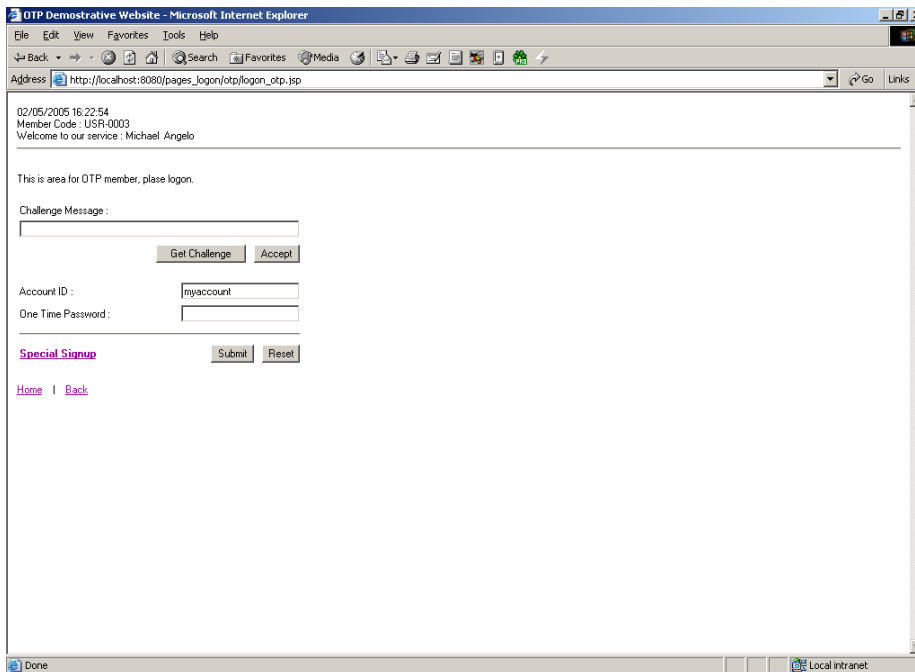 OTP Demostrative Website - Microsoft Internet Explorer
File Edit View Favorites Tools Help
Back Search Favorites Media
Address http://localhost:8080/pages_logon/otp/logon_otp.jsp Go Links
02/05/2005 16:22:54
Member Code : USR-0003
Welcome to our service : Michael Angelo
This is area for OTP member, plase logon.
Challenge Message :
Get Challenge Accept
Account ID : myaccount
One Time Password :
Special Signup Submit Reset
Home | Back
Done Local intranet